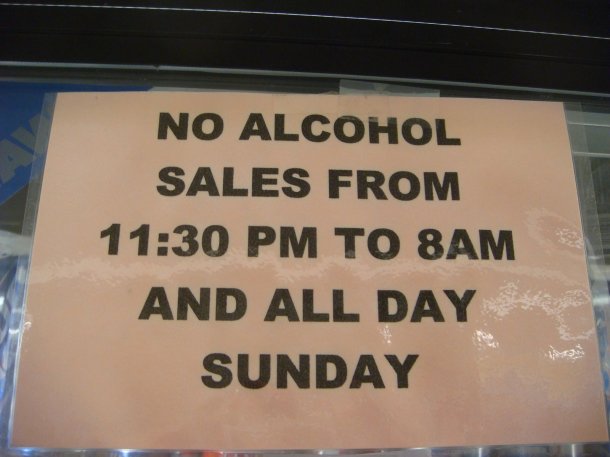 NO ALCOHOL
SALES FROM
11:30 PM TO 8AM
AND ALL DAY
SUNDAY